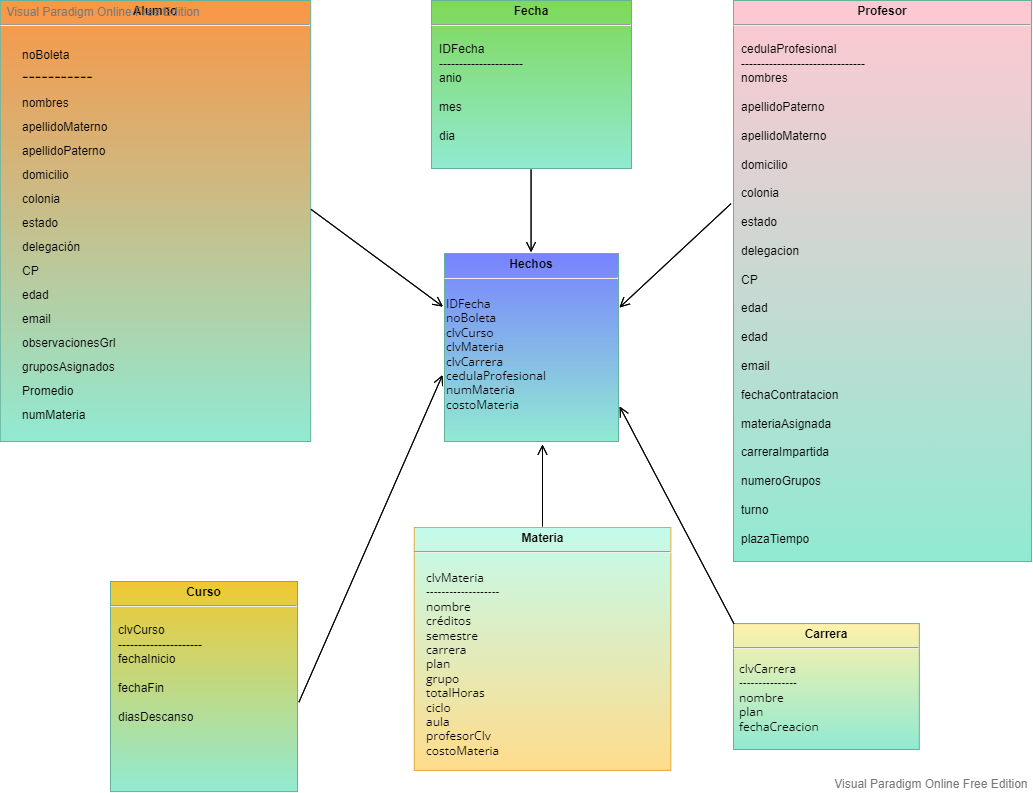 Visual Paradigm Online Free Edition
Alumno
noBoleta
-----------
nombres
apellidoMaterno
apellidoPaterno
domicilio
colonia
estado
delegación
CP
edad
email
observacionesGrl
gruposAsignados
Promedio
numMateria
Fecha
IDFecha
---------------------
anio
mes
dia
Profesor
cedulaProfesional
-------------------------------
nombres
apellidoPaterno
apellidoMaterno
domicilio
colonia
estado
delegacion
CP
edad
edad
email
fechaContratacion
materiaAsignada
carreraImpartida
numeroGrupos
turno
plazaTiempo
Hechos
IDFecha
noBoleta
clvCurso
clvMateria
clvCarrera
cedulaProfesional
numMateria
costoMateria
Curso
clvCurso
---------------------
fechaInicio
fechaFin
diasDescanso
Materia
clvMateria
-------------------
nombre
créditos
semestre
carrera
plan
grupo
totalHoras
ciclo
aula
profesorClv
costoMateria
Carrera
clvCarrera
---------------
nombre
plan
fechaCreacion
Visual Paradigm Online Free Edition